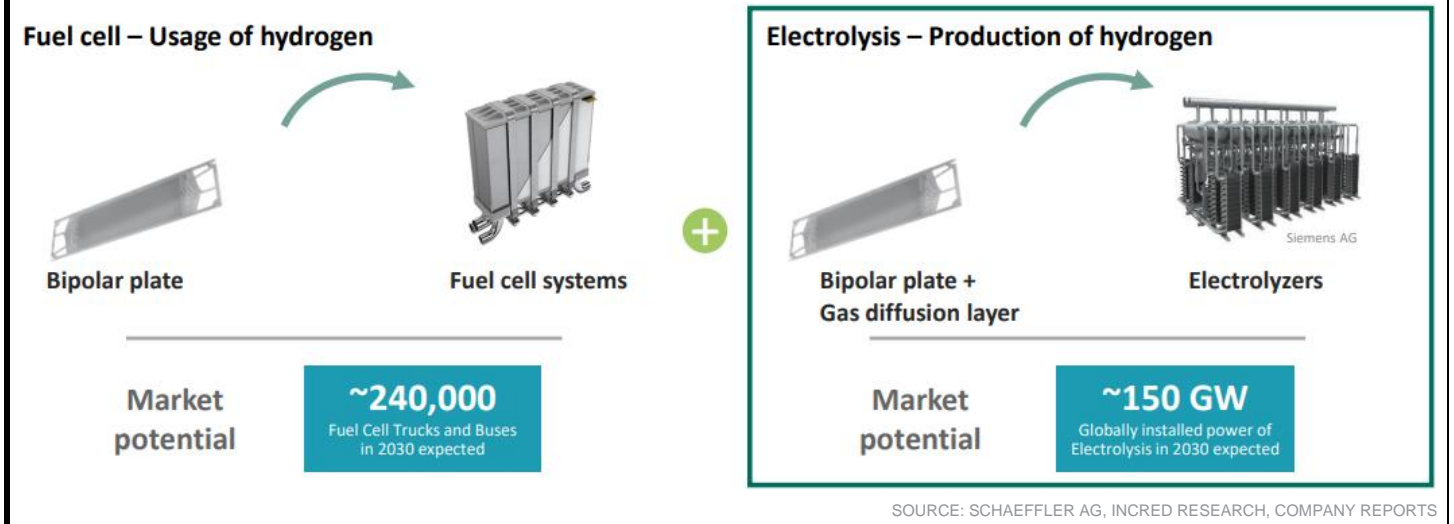 Fuel cell – Usage of hydrogen
Bipolar plate
Fuel cell systems
Market
potential
~240,000
Fuel Cell Trucks and Buses
in 2030 expected
+
Electrolysis – Production of hydrogen
Siemens AG
Bipolar plate +
Gas diffusion layer
Electrolyzers
Market
potential
~150 GW
Globally installed power of
Electrolysis in 2030 expected
SOURCE: SCHAEFFLER AG, INCRED RESEARCH, COMPANY REPORTS